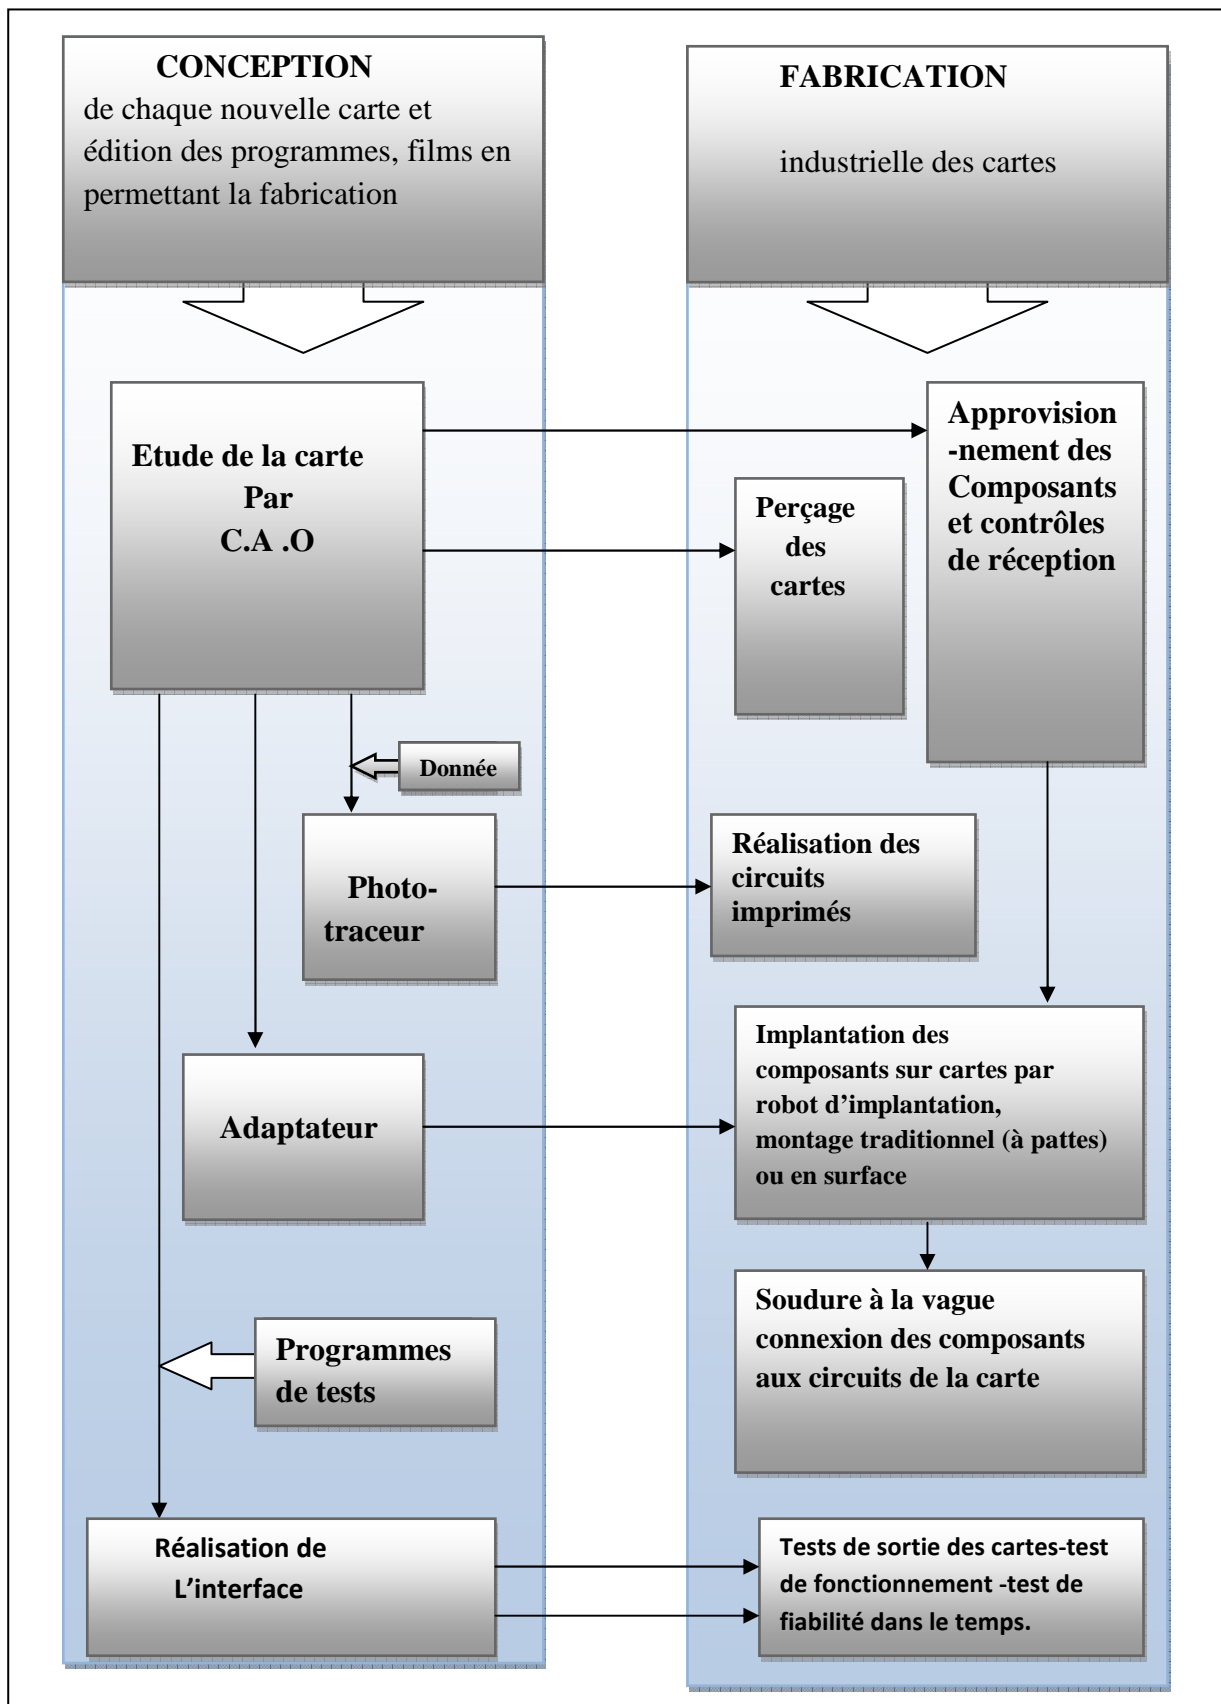 CONCEPTION
de chaque nouvelle carte et
édition des programmes, films en
permettant la fabrication
FABRICATION
industrielle des cartes
Etude de la carte
Par
C.A .O
Approvision
-nement des
Composants
et contrôles
de réception
Perçage
des
cartes
Donnée
Photo-
traceur
Réalisation des
circuits
imprimés
Adaptateur
Implantation des
composants sur cartes par
robot d’implantation,
montage traditionnel (à pattes)
ou en surface
Programmes
de tests
Soudure à la vague
connexion des composants
aux circuits de la carte
Réalisation de
L’interface
Tests de sortie des cartes-test
de fonctionnement -test de
fiabilité dans le temps.